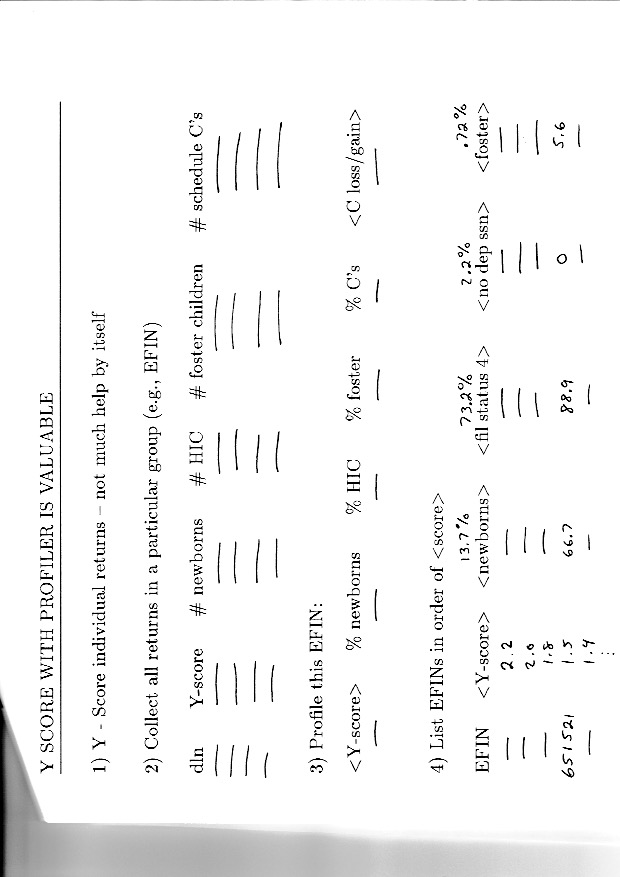 Y SCORE WITH PROFILER IS VALUABLE
1) Y - Score individual returns – not much help by itself
2) Collect all returns in a particular group (e.g., EFIN)
dln Y-score # newborns # HIC # foster children # schedule C's
3) Profile this EFIN:
<Y-score> % newborns % HIC % foster % C's <C loss/gain>
4) List EFINs in order of <score>
13.7% 73.2% 2.2% .72%
EFIN <Y-score> <newborns> <fil status 4> <no dep ssn> <foster>
2.2
2.0
1.8
651521 1.5 66.7 88.9 0 5.6
1.4